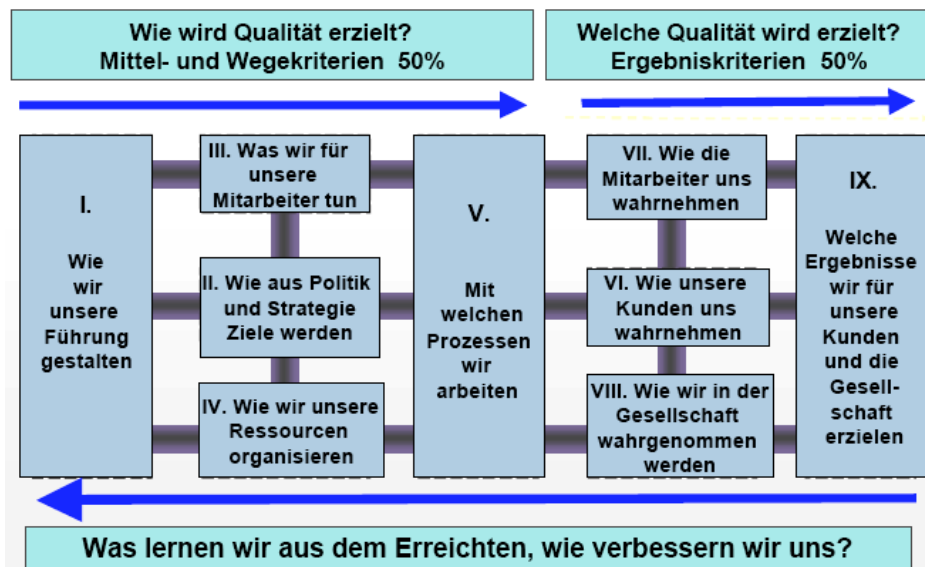 Wie wird Qualität erzielt?
Mittel- und Wegekriterien 50%
Welche Qualität wird erzielt?
Ergebniskriterien 50%
I.
Wie
wir
unsere
Führung
gestalten
III. Was wir für
unsere
Mitarbeiter tun
II. Wie aus Politik
und Strategie
Ziele werden
IV. Wie wir unsere
Ressourcen
organisieren
V.
Mit
welchen
Prozessen
wir
arbeiten
VII. Wie die
Mitarbeiter uns
wahrnehmen
VI. Wie unsere
Kunden uns
wahrnehmen
VIII. Wie wir in der
Gesellschaft
wahrgenommen
werden
IX.
Welche
Ergebnisse
wir für
unsere
Kunden
und die
Gesell-
schaft
erzielen
Was lernen wir aus dem Erreichten, wie verbessern wir uns?